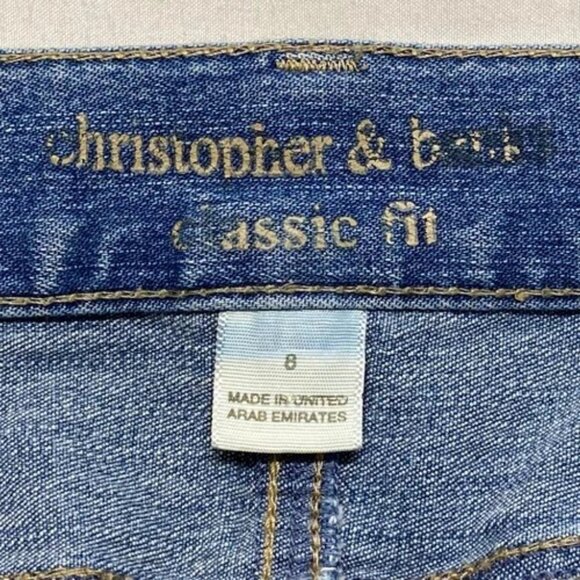 christopher & banks
classic fit
8
MADE IN UNITED
ARAB EMIRATES